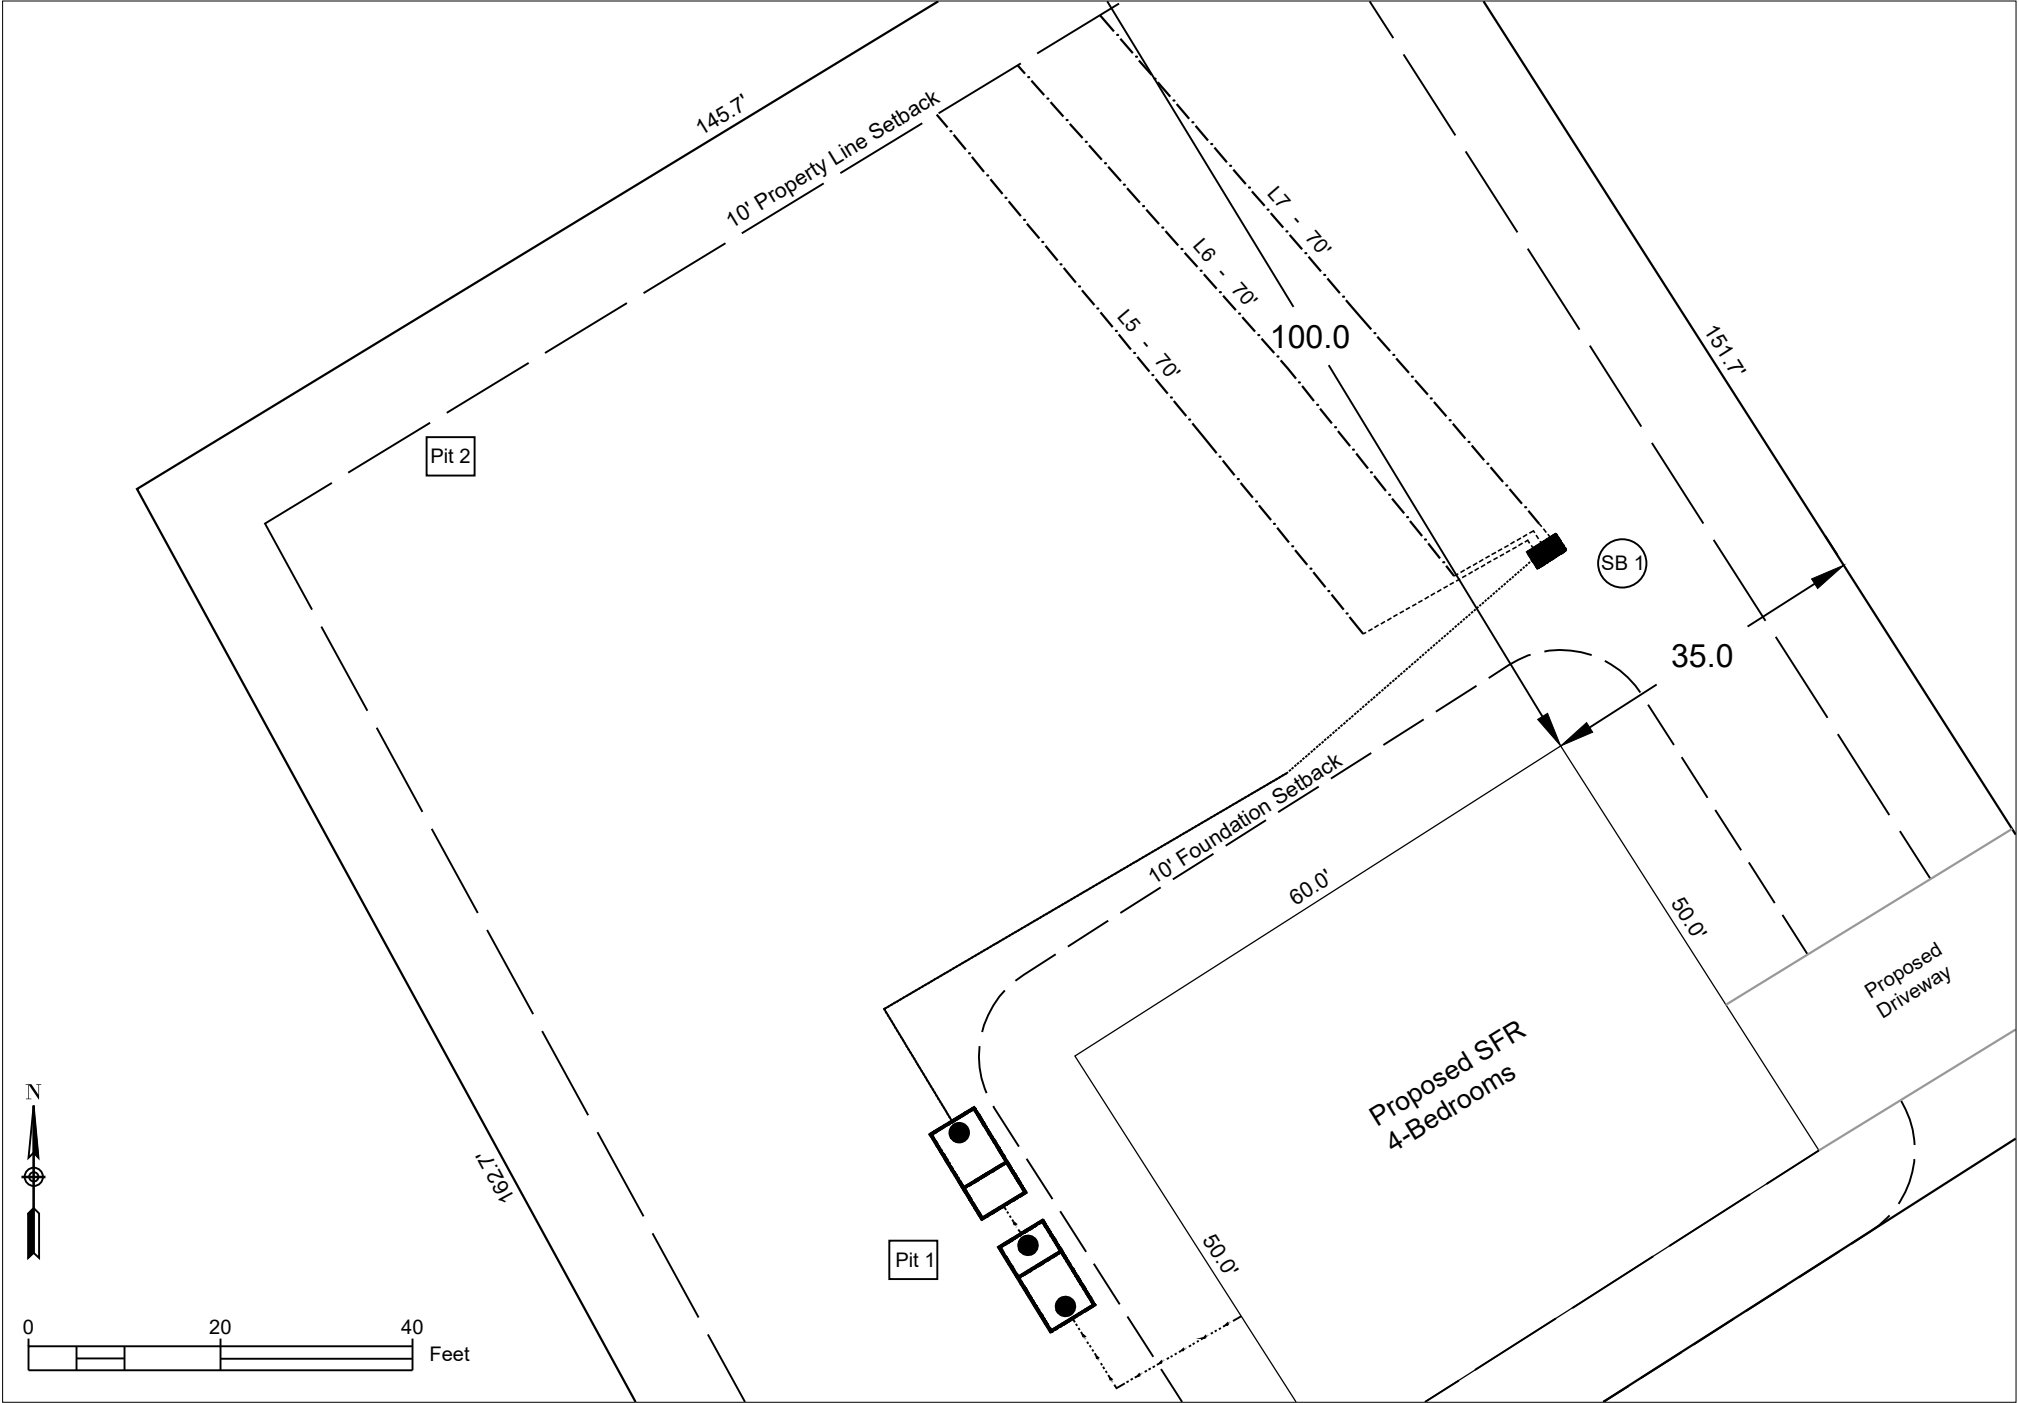 145.7'
10' Property Line Setback
L7 - 70'
L6 - 70'
100.0
L5 - 70'
151.7'
Pit 2
SB 1
35.0
10' Foundation Setback
60.0'
50.0'
Proposed
Driveway
Proposed SFR
4-Bedrooms
N
162.7'
50.0'
Pit 1
0 20 40
Feet